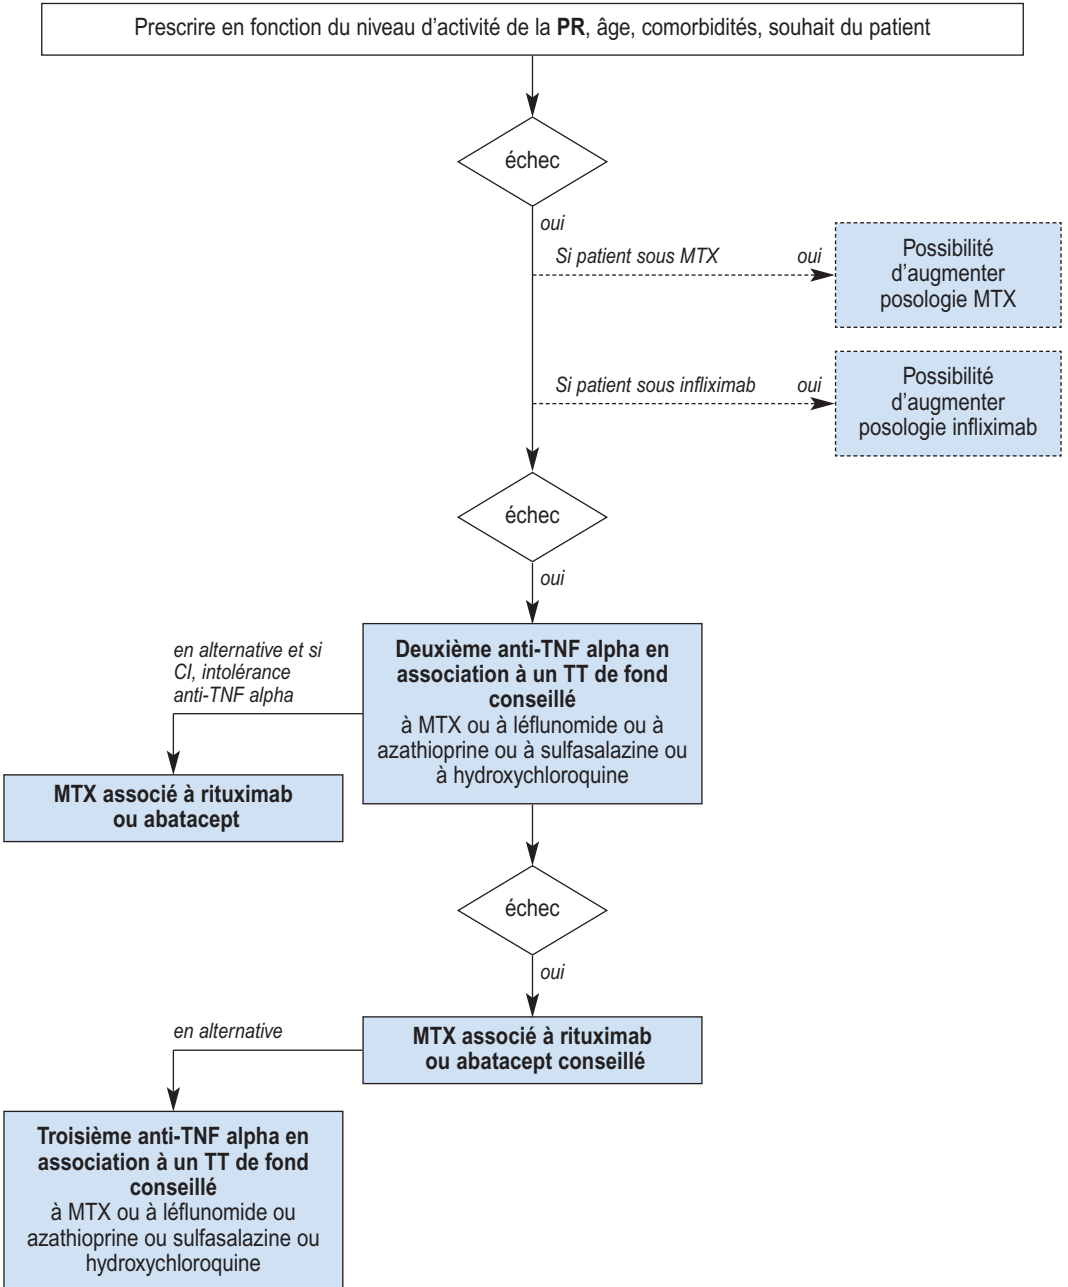 Prescrire en fonction du niveau d’activité de la PR, âge, comorbidités, souhait du patient
échec
oui
Si patient sous MTX
oui
Possibilité
d’augmenter
posologie MTX
Si patient sous infliximab
oui
Possibilité
d’augmenter
posologie infliximab
échec
oui
en alternative et si
CI, intolérance
anti-TNF alpha
Deuxième anti-TNF alpha en
association à un TT de fond
conseillé
à MTX ou à léflunomide ou à
azathioprine ou à sulfasalazine ou
à hydroxychloroquine
MTX associé à rituximab
ou abatacept
échec
oui
en alternative
MTX associé à rituximab
ou abatacept conseillé
Troisième anti-TNF alpha en
association à un TT de fond
conseillé
à MTX ou à léflunomide ou
azathioprine ou sulfasalazine ou
hydroxychloroquine